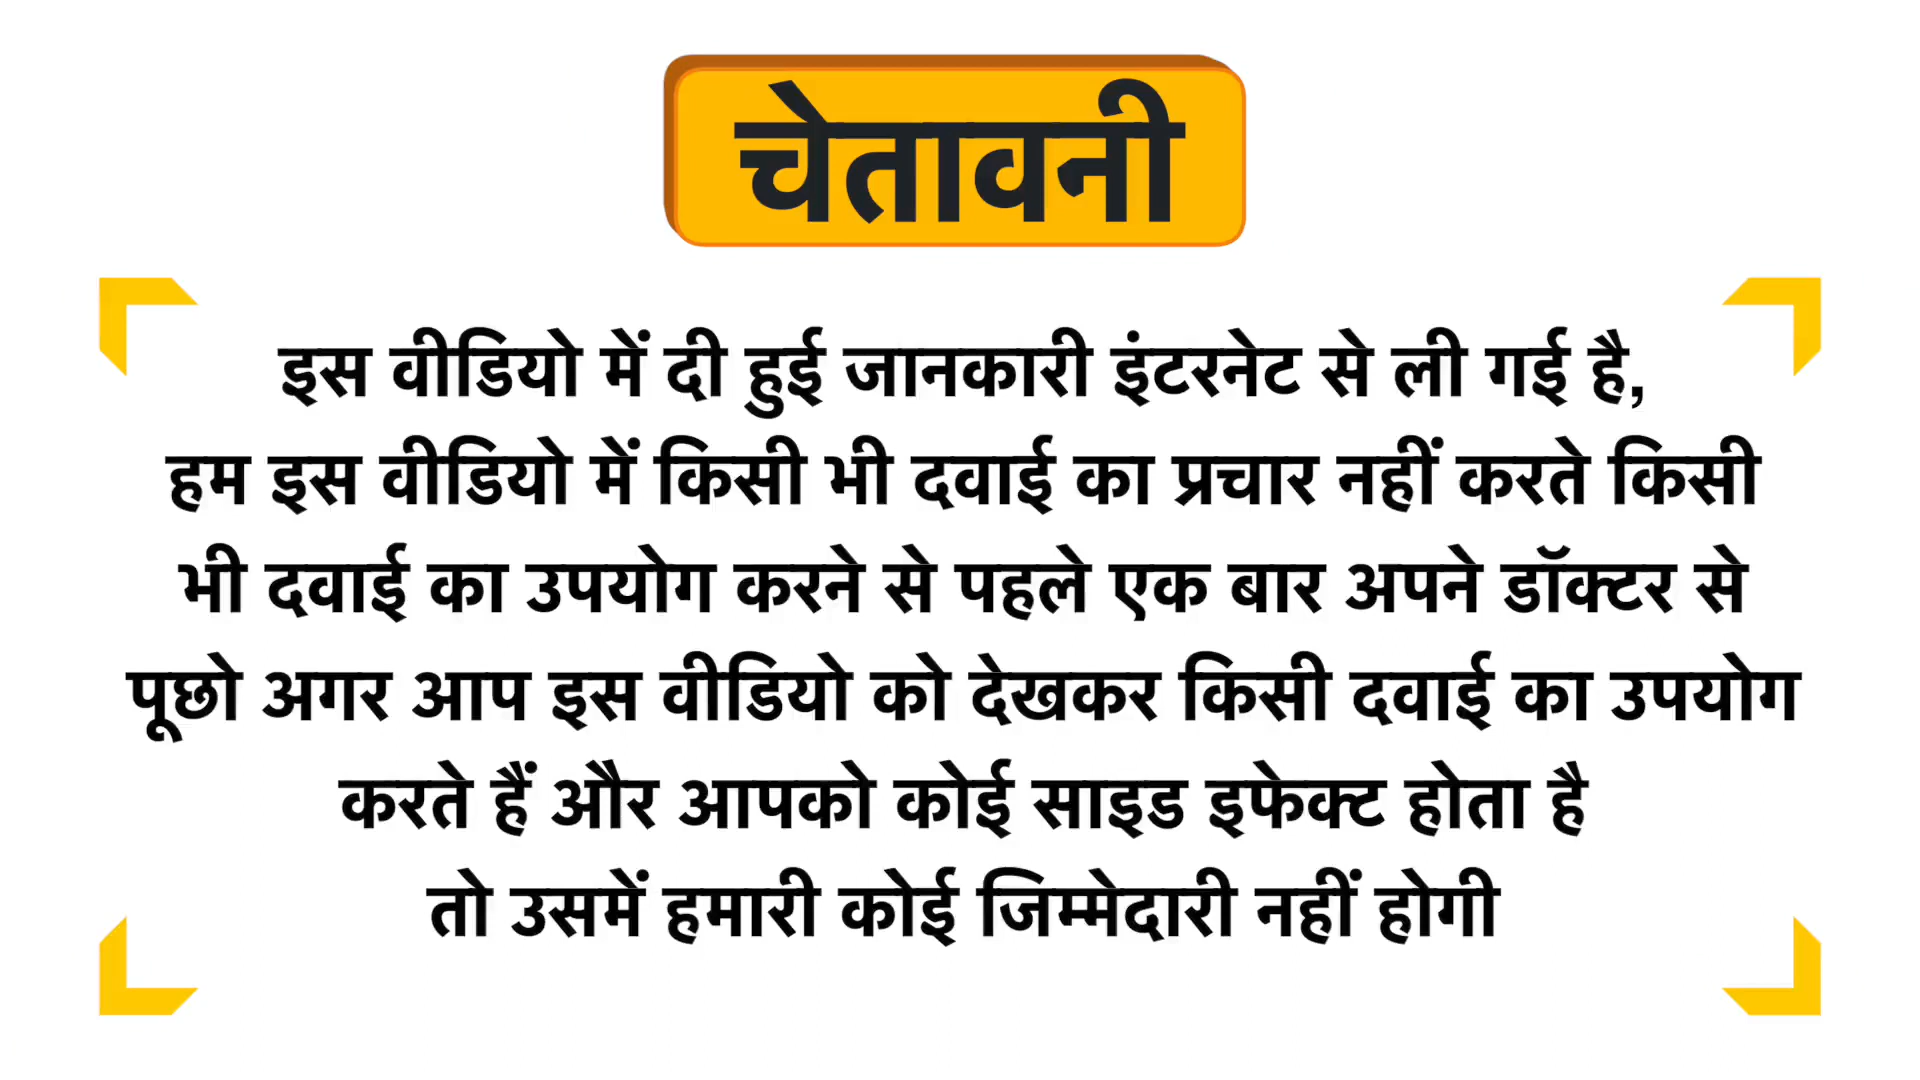 चेतावनी
इस वीडियो में दी हुई जानकारी इंटरनेट से ली गई है,
हम इस वीडियो में किसी भी दवाई का प्रचार नहीं करते किसी
भी दवाई का उपयोग करने से पहले एक बार अपने डॉक्टर से
पूछो अगर आप इस वीडियो को देखकर किसी दवाई का उपयोग
करते हैं और आपको कोई साइड इफेक्ट होता है
तो उसमें हमारी कोई जिम्मेदारी नहीं होगी